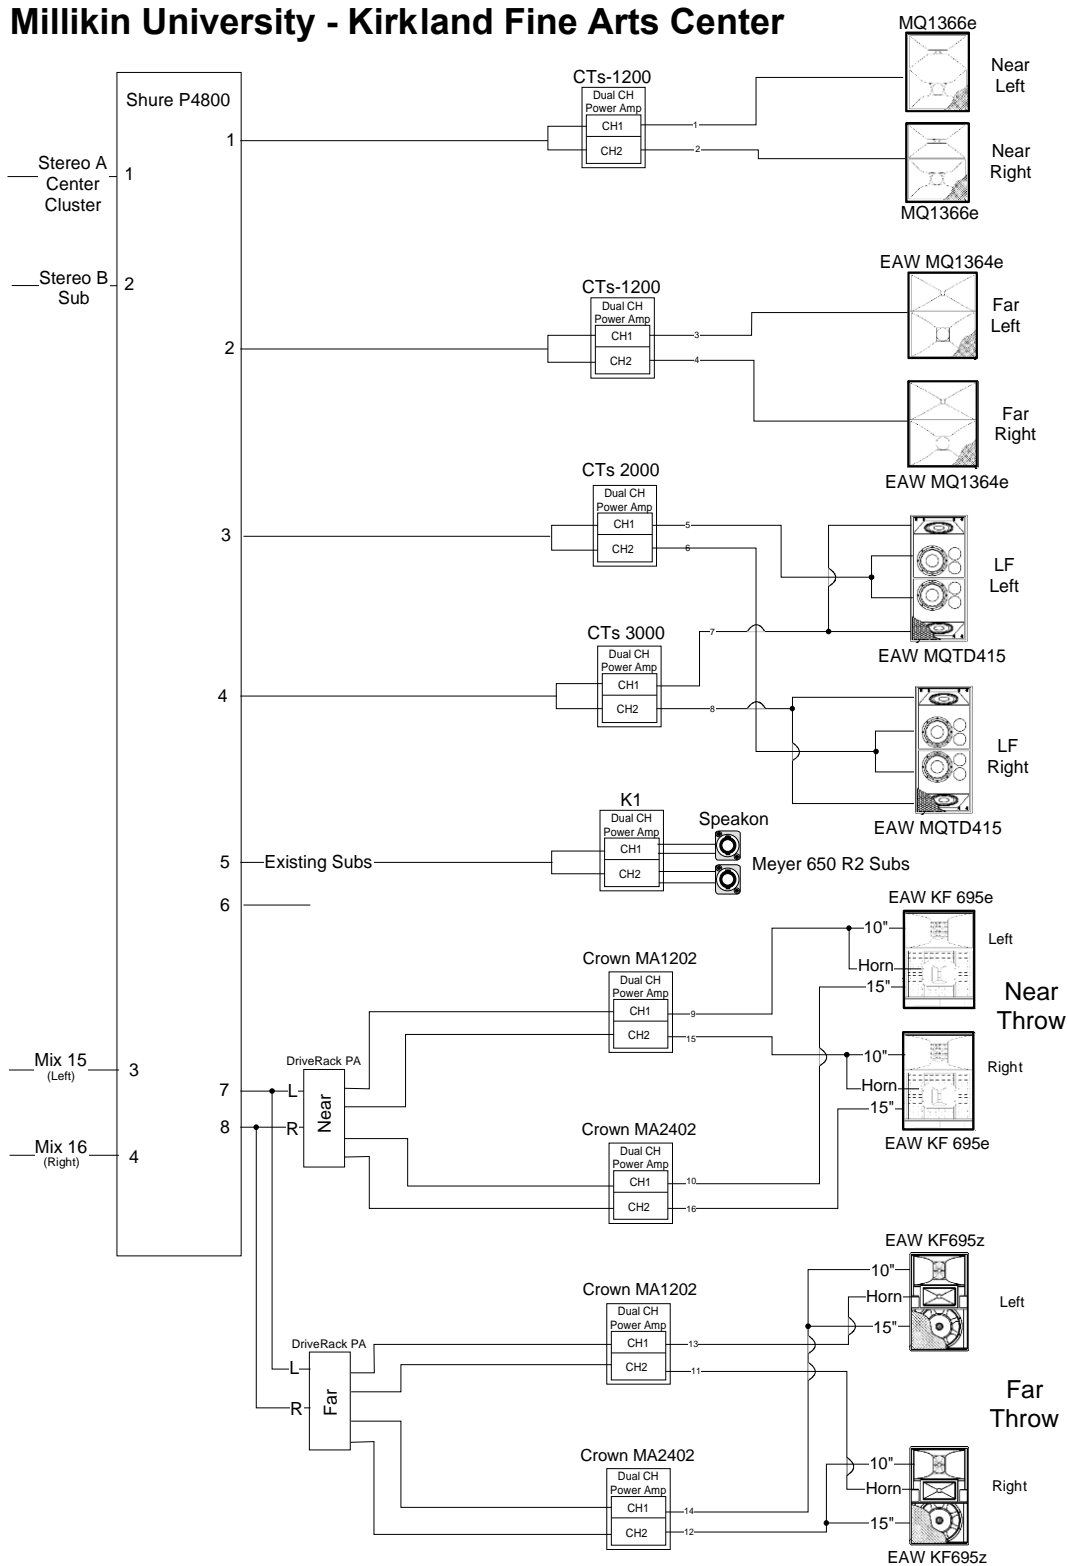 Millikin University - Kirkland Fine Arts Center
MQ1366e
Near
Left
CTs-1200
Dual CH
Power Amp
CH1
CH2
1
2
Shure P4800
1
Near
Right
MQ1366e
Stereo A
Center
Cluster
1
EAW MQ1364e
Far
Left
Stereo B
Sub
2
CTs-1200
Dual CH
Power Amp
CH1
CH2
3
4
2
Far
Right
EAW MQ1364e
CTs 2000
Dual CH
Power Amp
CH1
CH2
5
6
3
LF
Left
EAW MQTD415
CTs 3000
Dual CH
Power Amp
CH1
CH2
7
8
4
LF
Right
EAW MQTD415
K1
Dual CH
Power Amp
CH1
CH2
Speakon
Meyer 650 R2 Subs
5
Existing Subs
6
EAW KF 695e
10"
Left
Horn
15"
Near
Throw
Crown MA1202
Dual CH
Power Amp
CH1
CH2
9
15
10"
Right
Horn
15"
EAW KF 695e
Mix 15
(Left)
3
7
L
DriveRack PA
Near
8
R
Mix 16
(Right)
4
Crown MA2402
Dual CH
Power Amp
CH1
CH2
10
16
EAW KF695z
10"
Horn
Left
15"
Crown MA1202
Dual CH
Power Amp
CH1
CH2
13
11
DriveRack PA
L
R
Far
Far
Throw
Crown MA2402
Dual CH
Power Amp
CH1
CH2
14
12
10"
Horn
Right
15"
EAW KF695z